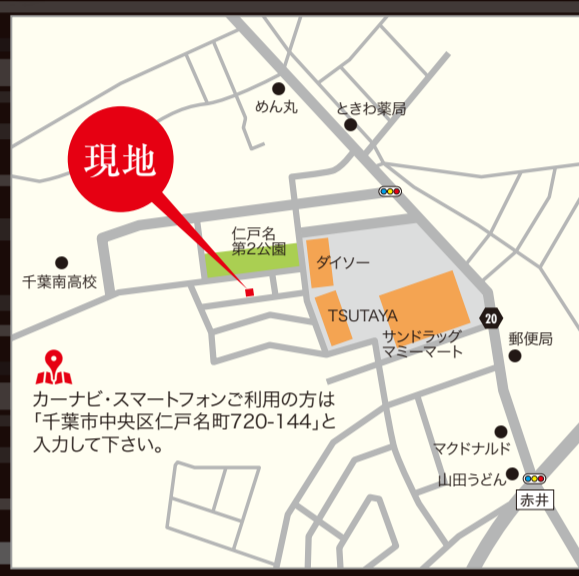 めん丸
ときわ薬局
現地
仁戸名
第2公園
ダイソー
千葉南高校
TSUTAYA
20
サンドラッグ
マミーマート
郵便局
カーナビ・スマートフォンご利用の方は
「千葉市中央区仁戸名町720-144」と
入力して下さい。
マクドナルド
山田うどん
赤井